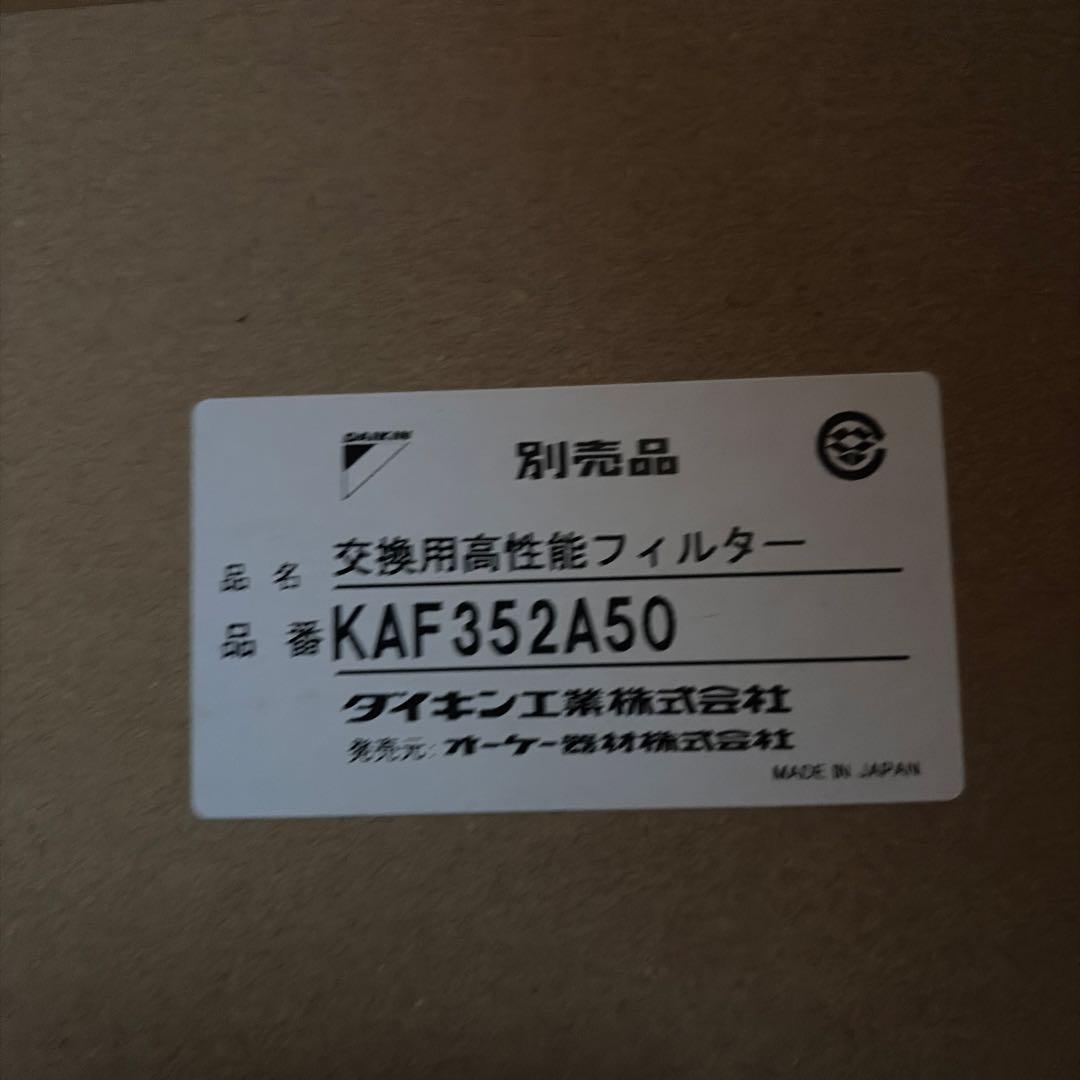 DAIKIN
別売品
品名 交換用高性能フィルター
品番 KAF352A50
ダイキン工業株式会社
発売元:オーケー器材株式会社
MADE IN JAPAN